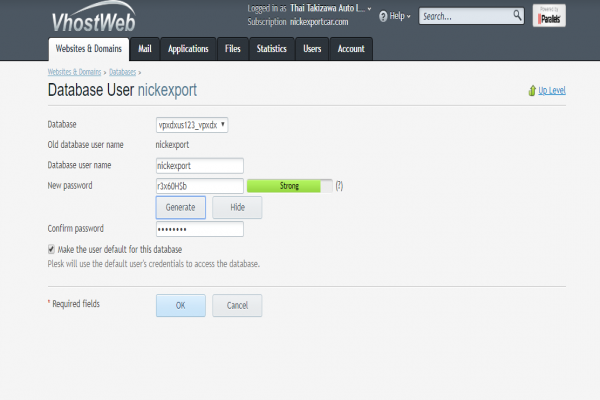 VhostWeb
Logged in as Thai Takizawa Auto l...
Subscription nickexportcar.com
Help
Search...
Powered by
Parallels
Websites & Domains Mail Applications Files Statistics Users Account
Websites & Domains > Databases >
Database User nickexport
Up Level
Database vpxdxus123_vpxdx
Old database user name nickexport
Database user name nickexport
New password r3x60HSb Strong (?)
Generate Hide
Confirm password ••••••••
Make the user default for this database
Plesk will use the default user's credentials to access the database.
* Required fields OK Cancel